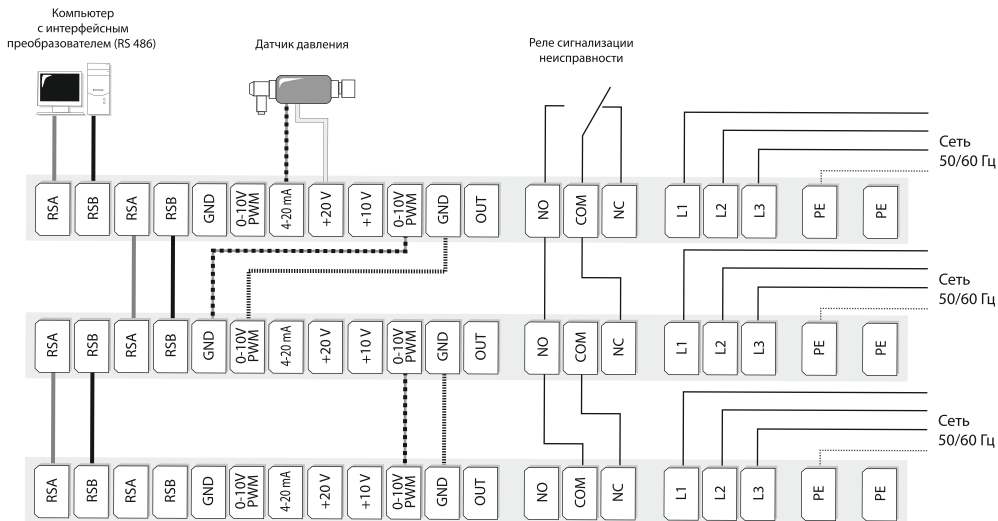 Компьютер
с интерфейсным
преобразователем (RS 486)
Датчик давления
Реле сигнализации
неисправности
Сеть
50/60 Гц
RSA
RSB
RSA
RSB
GND
0-10V
PWM
4-20 mA
+20 V
+10 V
0-10V
PWM
GND
OUT
NO
COM
NC
L1
L2
L3
PE
PE
Сеть
50/60 Гц
RSA
RSB
RSA
RSB
GND
0-10V
PWM
4-20 mA
+20 V
+10 V
0-10V
PWM
GND
OUT
NO
COM
NC
L1
L2
L3
PE
PE
Сеть
50/60 Гц
RSA
RSB
RSA
RSB
GND
0-10V
PWM
4-20 mA
+20 V
+10 V
0-10V
PWM
GND
OUT
NO
COM
NC
L1
L2
L3
PE
PE